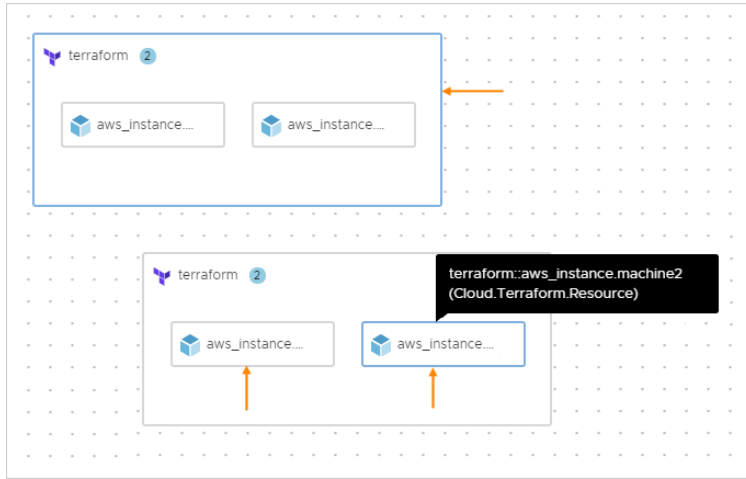 terraform 2
aws_instance....
aws_instance....
terraform 2
terraform::aws_instance.machine2
(Cloud.Terraform.Resource)
aws_instance....
aws_instance....